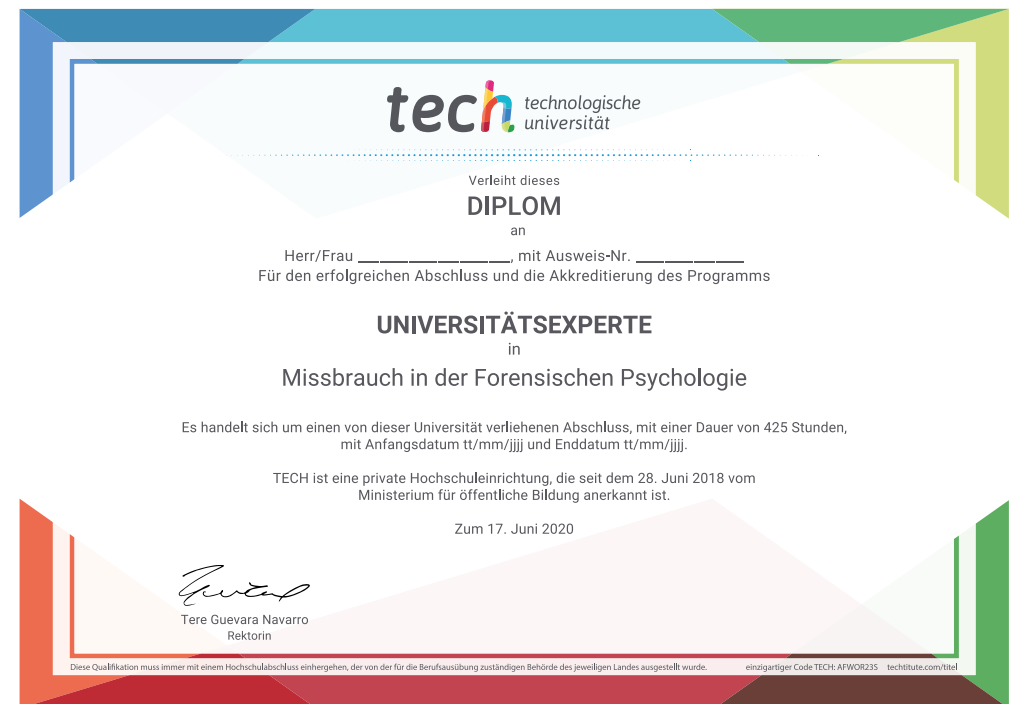 tech technologische
universität
Verleiht dieses
DIPLOM
an
Herr/Frau __________________, mit Ausweis-Nr. _____________
Für den erfolgreichen Abschluss und die Akkreditierung des Programms
UNIVERSITÄTSEXPERTE
in
Missbrauch in der Forensischen Psychologie
Es handelt sich um einen von dieser Universität verliehenen Abschluss, mit einer Dauer von 425 Stunden,
mit Anfangsdatum tt/mm/jjjj und Enddatum tt/mm/jjjj.
TECH ist eine private Hochschuleinrichtung, die seit dem 28. Juni 2018 vom
Ministerium für öffentliche Bildung anerkannt ist.
Zum 17. Juni 2020
Tere Guevara Navarro
Rektorin
Diese Qualifikation muss immer mit einem Hochschulabschluss einhergehen, der von der für die Berufsausübung zuständigen Behörde des jeweiligen Landes ausgestellt wurde. einzigartiger Code TECH: AFWOR23S techtitute.com/titel